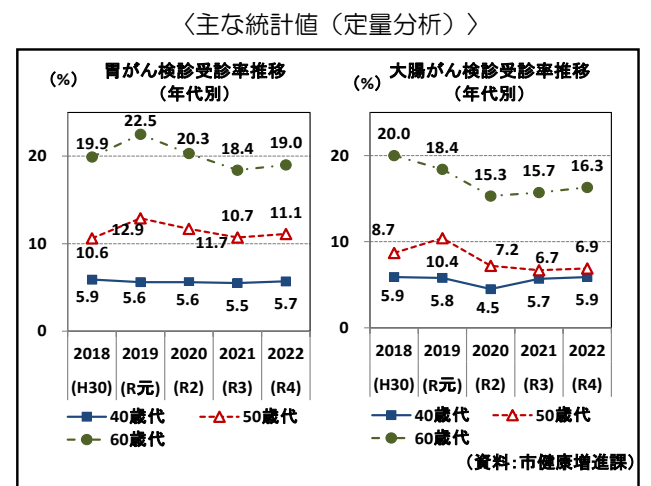 〈主な統計値（定量分析）〉
(%)
胃がん検診受診率推移
（年代別）
20
10
0
19.9 22.5 20.3 18.4 19.0
10.6 12.9 11.7 10.7 11.1
5.9 5.6 5.6 5.5 5.7
2018 2019 2020 2021 2022
(H30) (R元) (R2) (R3) (R4)
40歳代 50歳代
60歳代
(%)
大腸がん検診受診率推移
（年代別）
20
10
0
20.0 18.4 15.3 15.7 16.3
8.7 10.4 7.2 6.7 6.9
5.9 5.8 4.5 5.7 5.9
2018 2019 2020 2021 2022
(H30) (R元) (R2) (R3) (R4)
40歳代 50歳代
60歳代
（資料：市健康増進課）